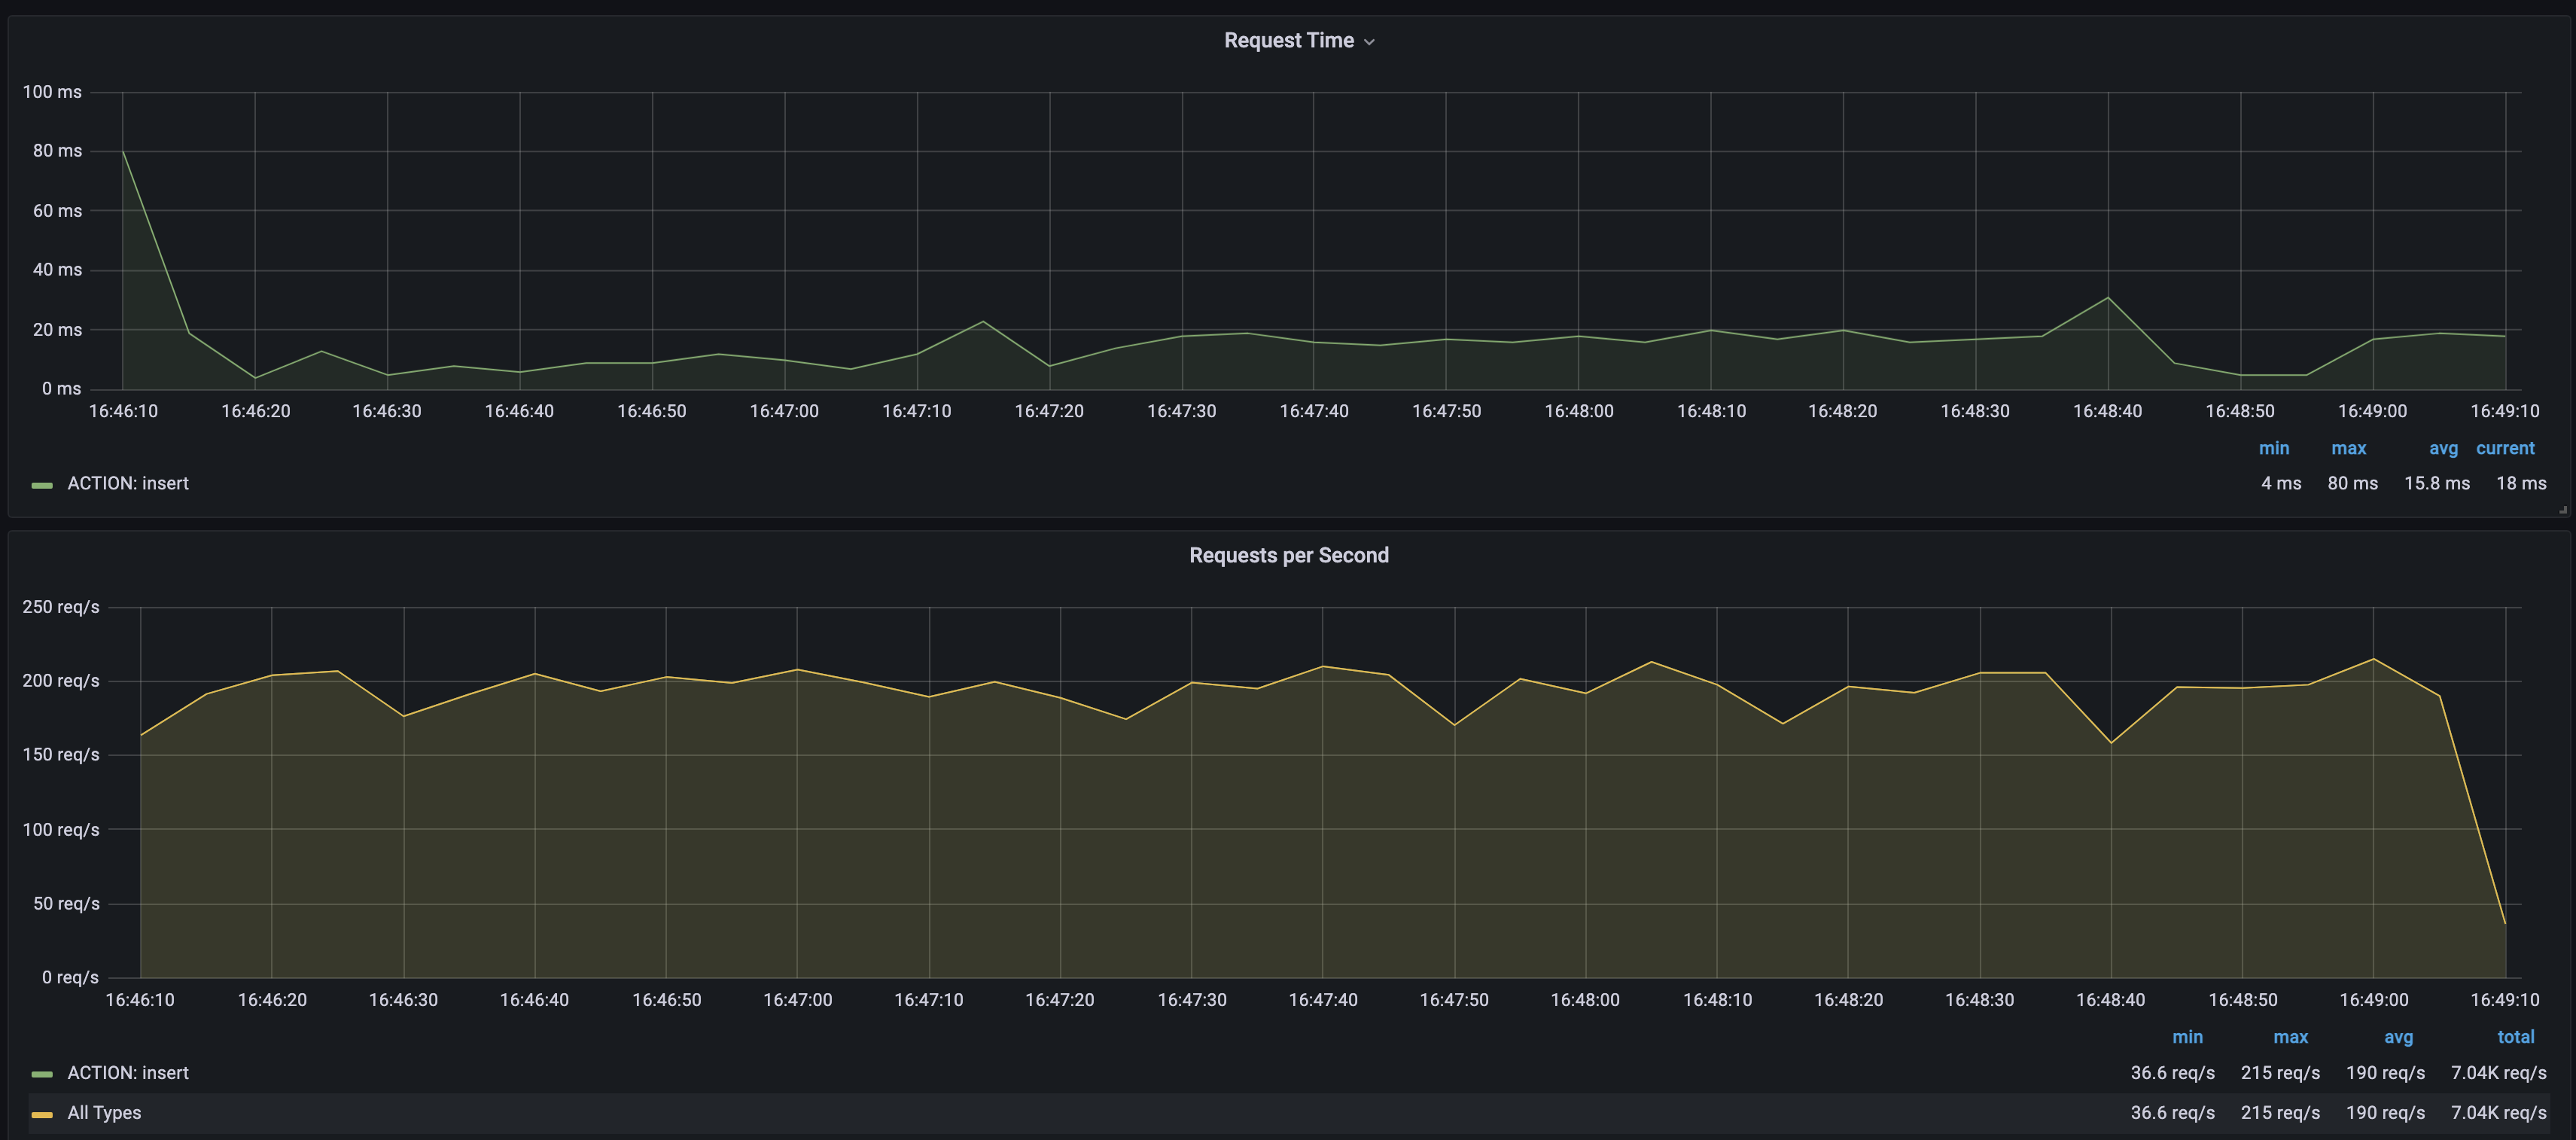 Request Time
100 ms
80 ms
60 ms
40 ms
20 ms
0 ms
16:46:10 16:46:20 16:46:30 16:46:40 16:46:50 16:47:00 16:47:10 16:47:20 16:47:30 16:47:40 16:47:50 16:48:00 16:48:10 16:48:20 16:48:30 16:48:40 16:48:50 16:49:00 16:49:10
min max avg current
ACTION: insert 4 ms 80 ms 15.8 ms 18 ms
Requests per Second
250 req/s
200 req/s
150 req/s
100 req/s
50 req/s
0 req/s
16:46:10 16:46:20 16:46:30 16:46:40 16:46:50 16:47:00 16:47:10 16:47:20 16:47:30 16:47:40 16:47:50 16:48:00 16:48:10 16:48:20 16:48:30 16:48:40 16:48:50 16:49:00 16:49:10
min max avg total
ACTION: insert 36.6 req/s 215 req/s 190 req/s 7.04K req/s
All Types 36.6 req/s 215 req/s 190 req/s 7.04K req/s